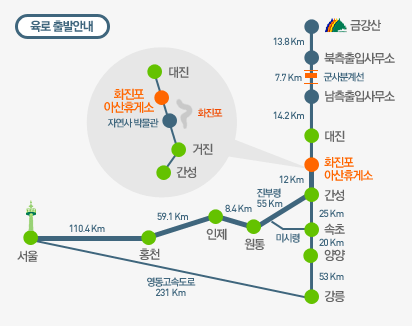 육로 출발안내
금강산
13.8 Km
북측출입사무소
7.7 Km
군사분계선
남측출입사무소
14.2 Km
대진
화진포
아산휴게소
12 Km
간성
25 Km
속초
20 Km
양양
53 Km
강릉
대진
화진포
아산휴게소
화진포
자연사 박물관
거진
간성
서울
110.4 Km
홍천
59.1 Km
인제
8.4 Km
원통
진부령
55 Km
미시령
영동고속도로
231 Km